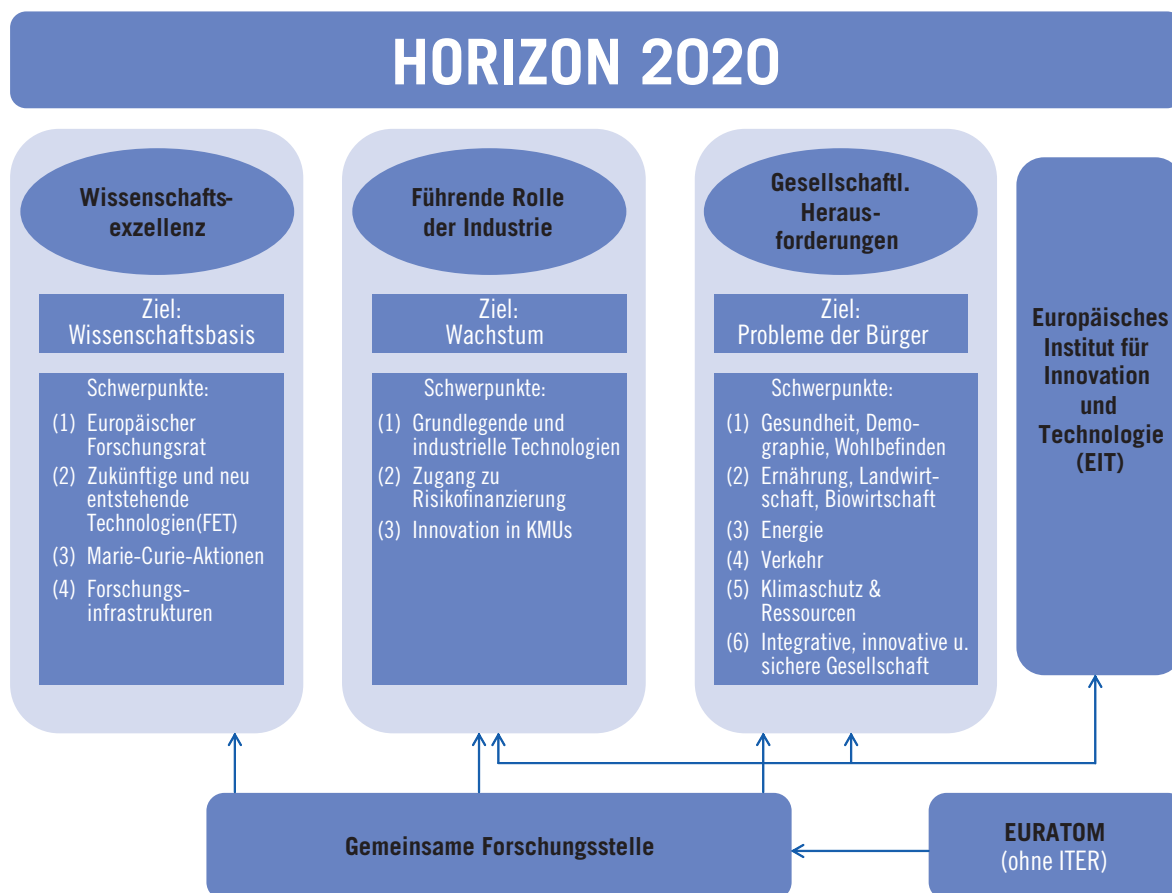 HORIZON 2020
Wissenschafts-
exzellenz
Ziel:
Wissenschaftsbasis
Schwerpunkte:
(1) Europäischer
Forschungsrat
(2) Zukünftige und neu
entstehende
Technologien(FET)
(3) Marie-Curie-Aktionen
(4) Forschungs-
infrastrukturen
Führende Rolle
der Industrie
Ziel:
Wachstum
Schwerpunkte:
(1) Grundlegende und
industrielle Technologien
(2) Zugang zu
Risikofinanzierung
(3) Innovation in KMUs
Gesellschaftl.
Heraus-
forderungen
Ziel:
Probleme der Bürger
Schwerpunkte:
(1) Gesundheit, Demo-
graphie, Wohlbefinden
(2) Ernährung, Landwirt-
schaft, Biowirtschaft
(3) Energie
(4) Verkehr
(5) Klimaschutz &
Ressourcen
(6) Integrative, innovative u.
sichere Gesellschaft
Europäisches
Institut für
Innovation
und
Technologie
(EIT)
Gemeinsame Forschungsstelle
EURATOM
(ohne ITER)